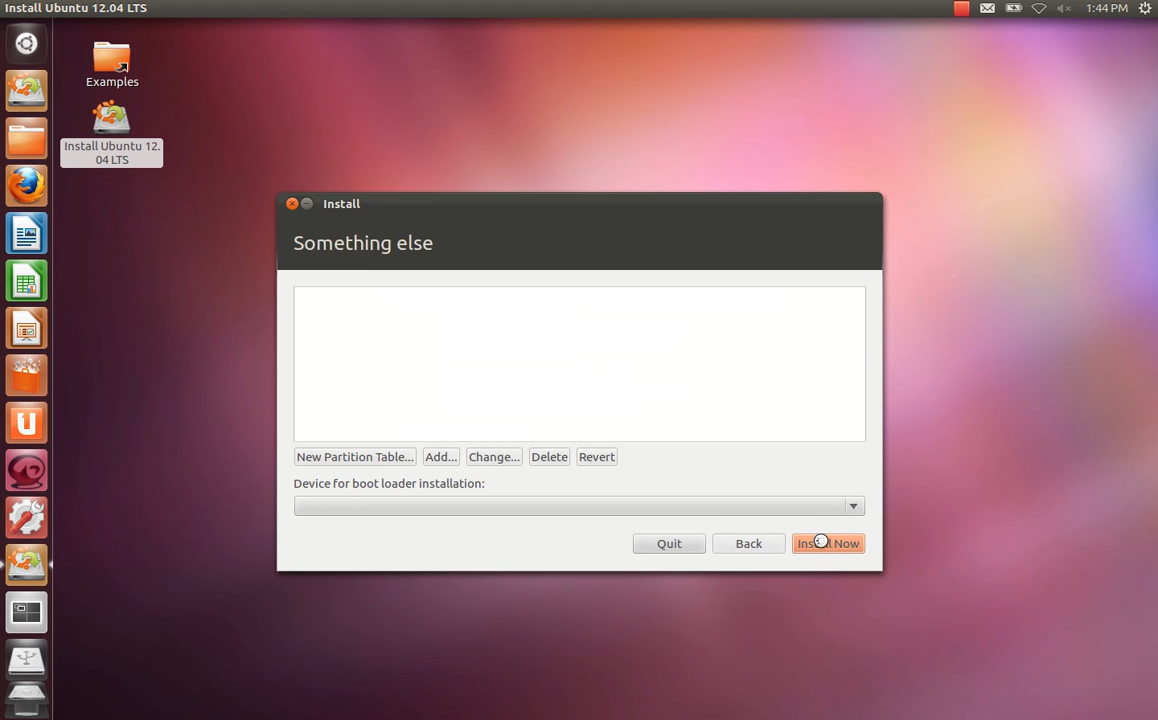 Install Ubuntu 12.04 LTS
1:44 PM
Examples
Install Ubuntu 12.
04 LTS
Install
Something else
New Partition Table... Add... Change... Delete Revert
Device for boot loader installation:
Quit Back Install Now